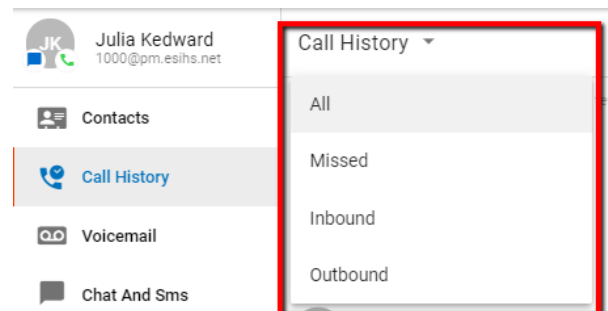 JK
Julia Kedward
1000@pm.esihs.net
Contacts
Call History
Voicemail
Chat And Sms
Call History
All
Missed
Inbound
Outbound